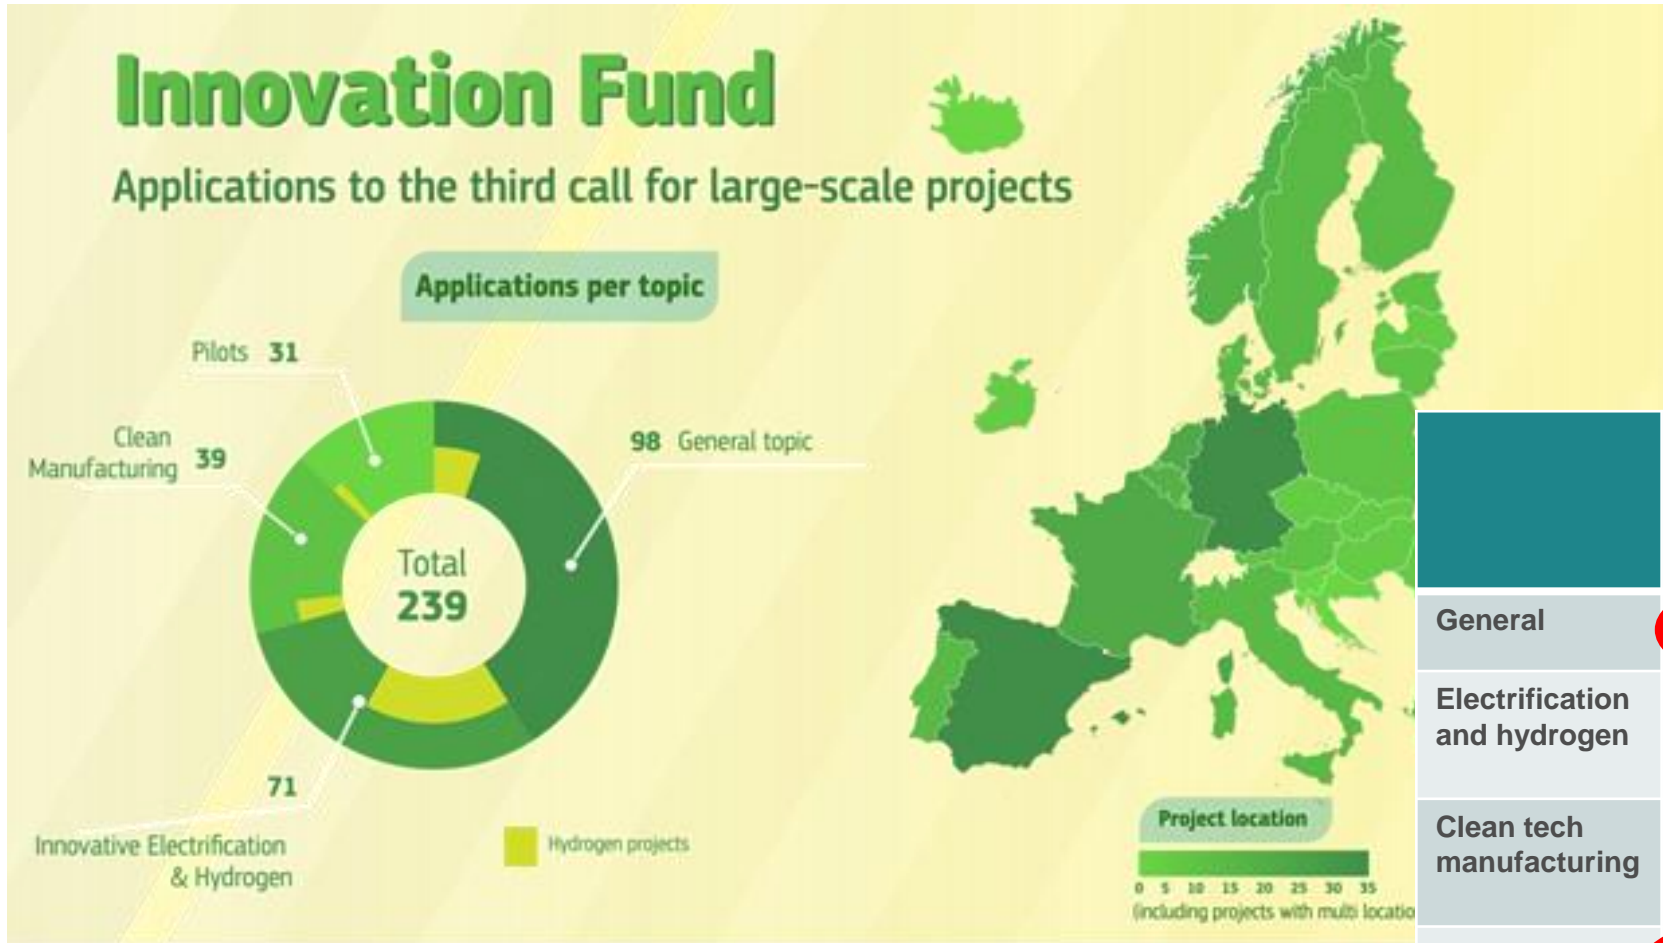 Innovation Fund
Applications to the third call for large-scale projects
Applications per topic
Pilots 31
Clean
Manufacturing 39
98 General topic
Total
239
71
Innovative Electrification
& Hydrogen
Hydrogen projects
Project location
0 5 10 15 20 25 30 35
(including projects with multi locatio
General
Electrification
and hydrogen
Clean tech
manufacturing